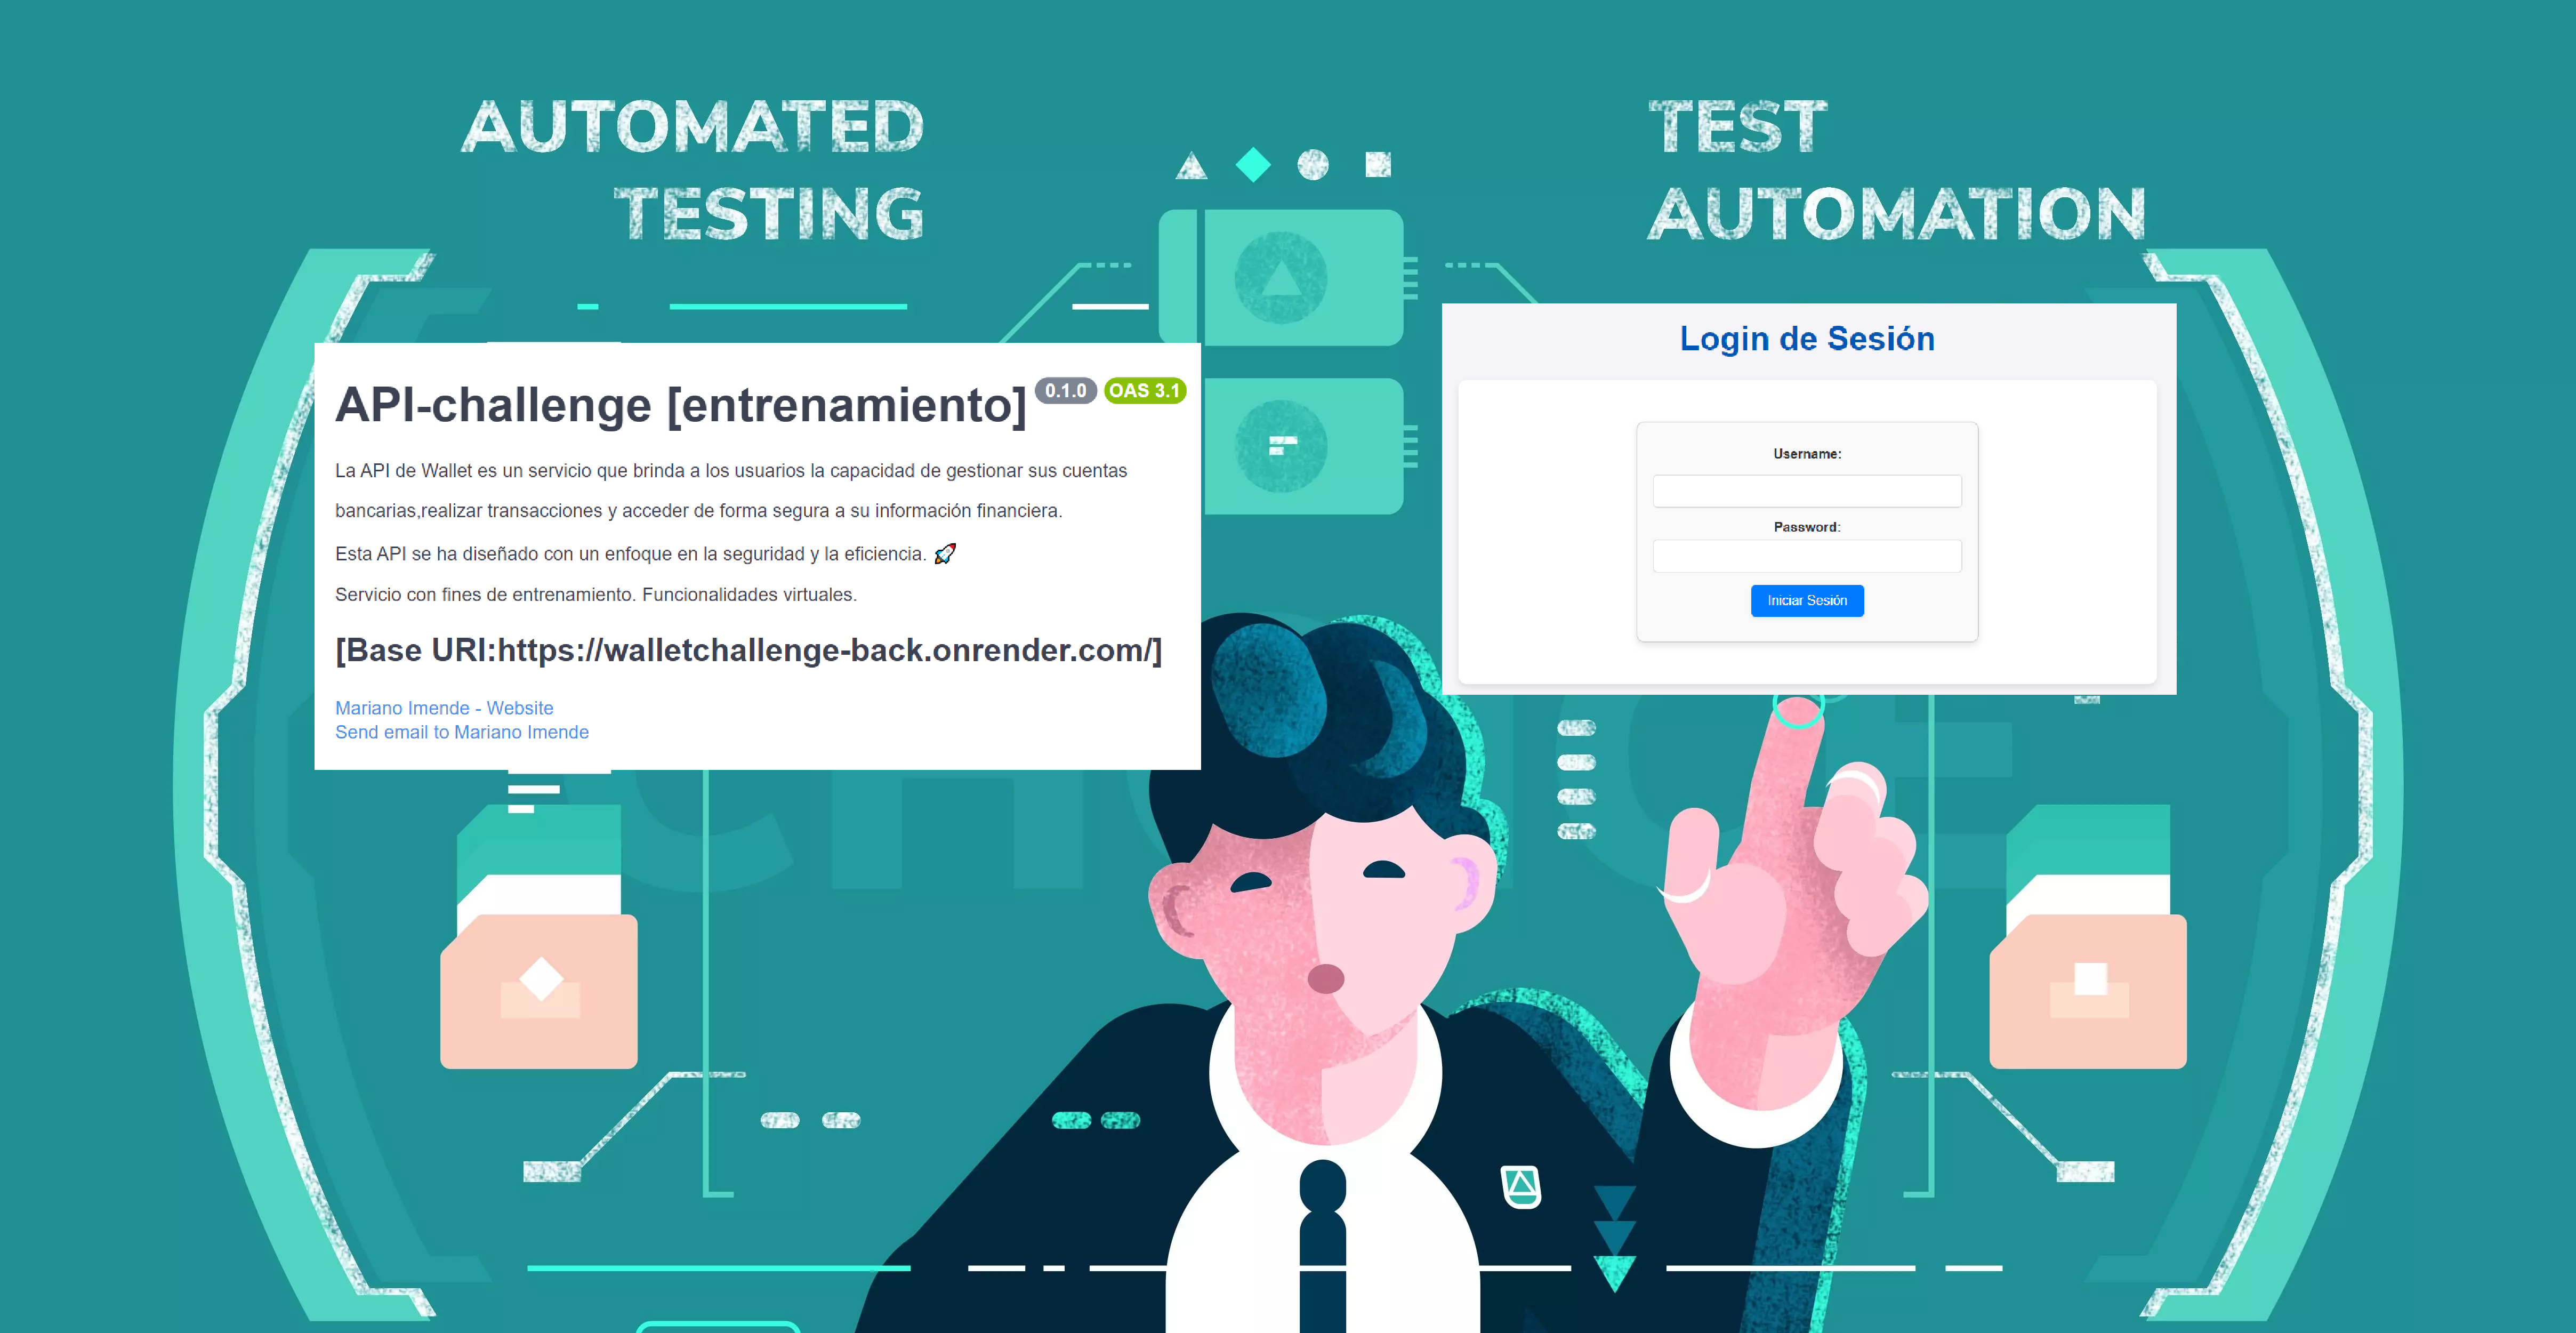 AUTOMATED
TESTING
TEST
AUTOMATION
API-challenge [entrenamiento] 0.1.0 OAS 3.1
La API de Wallet es un servicio que brinda a los usuarios la capacidad de gestionar sus cuentas
bancarias,realizar transacciones y acceder de forma segura a su información financiera.
Esta API se ha diseñado con un enfoque en la seguridad y la eficiencia. 🚀
Servicio con fines de entrenamiento. Funcionalidades virtuales.
[Base URl:https://walletchallenge-back.onrender.com/]
Mariano Imende - Website
Send email to Mariano Imende
Login de Sesión
Username:
Password:
Iniciar Sesión